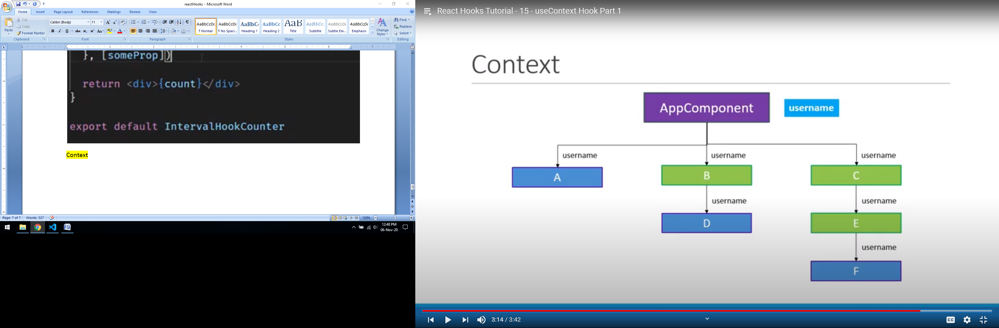 reactHooks - Microsoft Word
Home Insert Page Layout References Mailings Review View
Paste
Cut
Copy
Format Painter
Clipboard
Calibri (Body) 11
Font
Paragraph
AaBbCcDc AaBbCcDc AaBbC AaBbCc AaB AaBbCc. AaBbCcDc AaBbCcDc
¶ Normal ¶ No Spaci... Heading 1 Heading 2 Title Subtitle Subtle Em... Emphasis
Change
Styles
Styles
Find
Replace
Select
Editing
}, [someProp])
return <div>{count}</div>
}
export default IntervalHookCounter
Context
Page: 7 of 7 Words: 327 150%
12:48 PM
06-Nov-20
React Hooks Tutorial - 15 - useContext Hook Part 1
Context
AppComponent username
username username username
A B C
username username
D E
username
F
3:14 / 3:42
CC